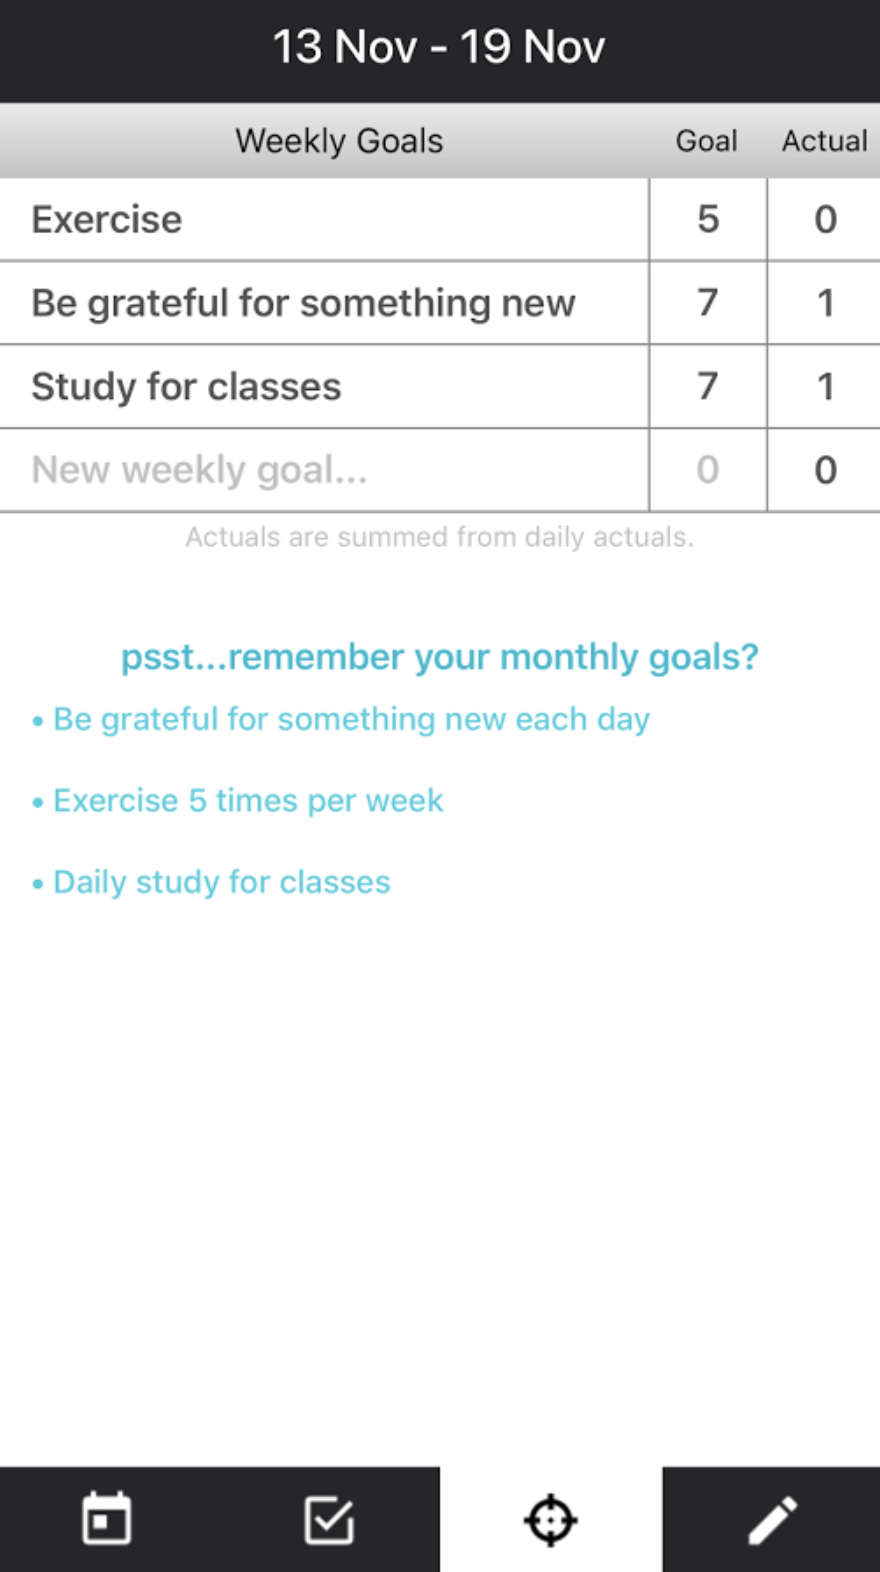 13 Nov - 19 Nov
Weekly Goals Goal Actual
Exercise 5 0
Be grateful for something new 7 1
Study for classes 7 1
New weekly goal... 0 0
Actuals are summed from daily actuals.
psst...remember your monthly goals?
• Be grateful for something new each day
• Exercise 5 times per week
• Daily study for classes